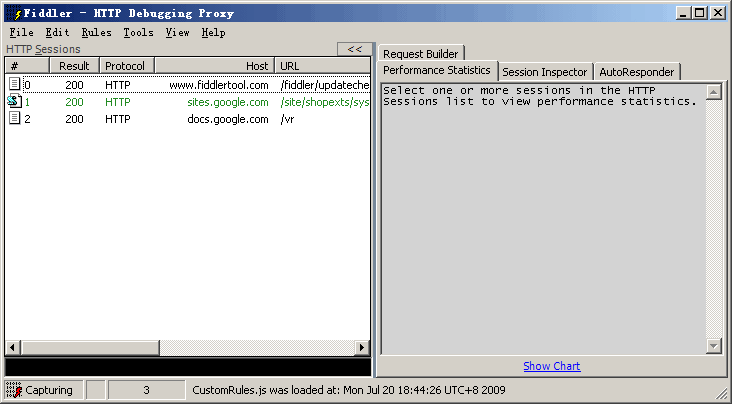 Fiddler - HTTP Debugging Proxy
File Edit Rules Tools View Help
HTTP Sessions <<
# Result Protocol Host URL
0 200 HTTP www.fiddlertool.com /fiddler/updateche
1 200 HTTP sites.google.com /site/shopexts/sys
2 200 HTTP docs.google.com /vr
Request Builder
Performance Statistics Session Inspector AutoResponder
Select one or more sessions in the HTTP
Sessions list to view performance statistics.
Show Chart
Capturing 3 CustomRules.js was loaded at: Mon Jul 20 18:44:26 UTC+8 2009